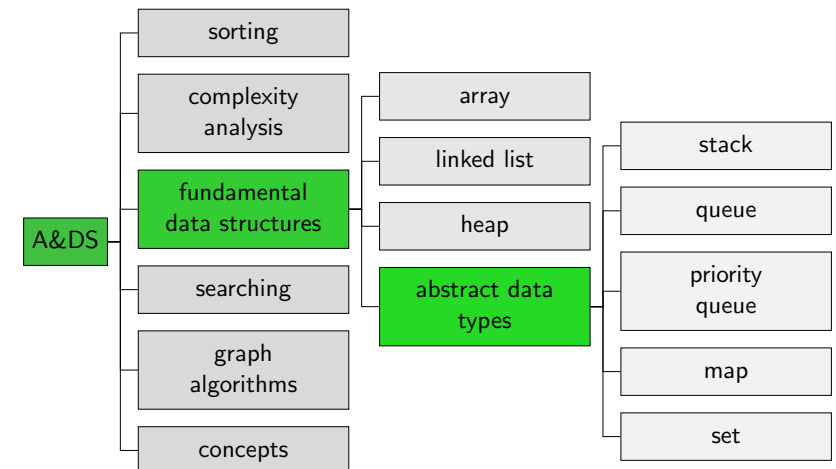 A&DS
sorting
complexity
analysis
fundamental
data structures
searching
graph
algorithms
concepts
array
linked list
heap
abstract data
types
stack
queue
priority
queue
map
set